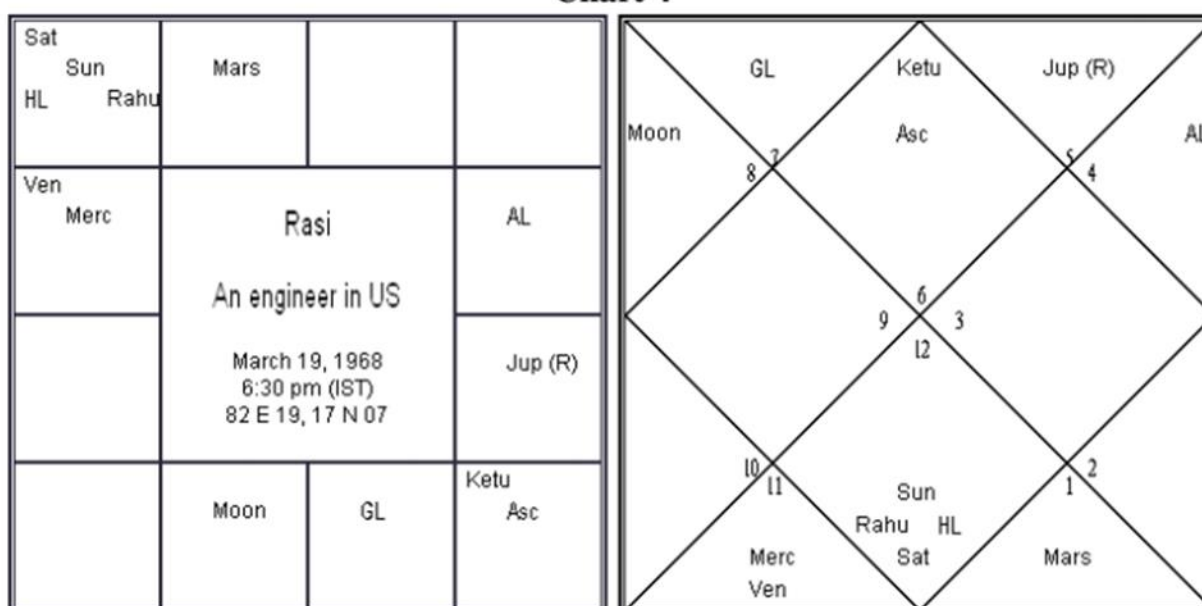 Sat
Sun
HL Rahu
Mars
Ven
Merc
Rasi
An engineer in US
March 19, 1968
6:30 pm (IST)
82 E 19, 17 N 07
AL
Jup (R)
Moon
GL
Ketu
Asc
GL
Ketu
Jup (R)
Moon
Asc
AL
7
5
8
4
6
9
3
12
10
2
11
1
Sun
Rahu HL
Merc
Sat
Mars
Ven